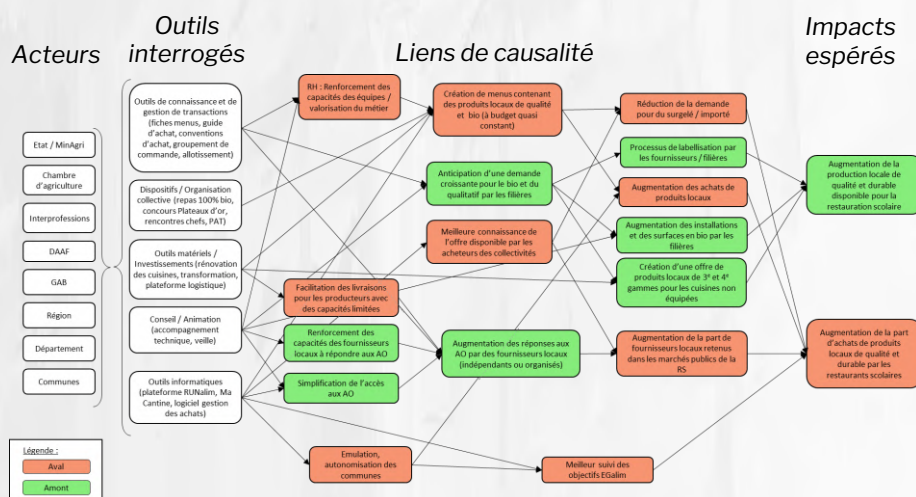 Acteurs
Outils
interrogés
Liens de causalité
Impacts
espérés
Etat / MinAgri
Chambre
d'agriculture
Interprofessions
DAAF
GAB
Région
Département
Communes
Outils de connaissance et de
gestion de transactions
(fiches menus, guide
d'achat, conventions
d'achat, groupement de
commande, allotissement)
Dispositifs / Organisation
collective (repas 100% bio,
concours Plateaux d'or,
rencontres chefs, PAT)
Outils matériels /
Investissements (rénovation
des cuisines, transformation,
plateforme logistique)
Conseil / Animation
(accompagnement
technique, veille)
Outils informatiques
(plateforme RUNalim, Ma
Cantine, logiciel gestion
des achats)
RH : Renforcement des
capacités des équipes /
valorisation du métier
Facilitation des livraisons
pour les producteurs avec
des capacités limitées
Renforcement des
capacités des fournisseurs
locaux à répondre aux AO
Simplification de l'accès
aux AO
Emulation,
autonomisation des
communes
Création de menus contenant
des produits locaux de qualité
et bio (à budget quasi
constant)
Anticipation d'une demande
croissante pour le bio et du
qualitatif par les filières
Meilleure connaissance de
l'offre disponible par les
acheteurs des collectivités
Augmentation des réponses aux
AO par des fournisseurs locaux
(indépendants ou organisés)
Meilleur suivi des
objectifs EGalim
Réduction de la demande
pour du surgelé / importé
Processus de labellisation par
les fournisseurs / filières
Augmentation des achats de
produits locaux
Augmentation des installations
et des surfaces en bio par les
filières
Création d'une offre de
produits locaux de 3e et 4e
gammes pour les cuisines non
équipées
Augmentation de la part de
fournisseurs locaux retenus
dans les marchés publics de la
RS
Augmentation de la
production locale de
qualité et durable
disponible pour la
restauration scolaire
Augmentation de la part
d'achats de produits
locaux de qualité et
durable par les
restaurants scolaires
Légende :
Aval
Amont